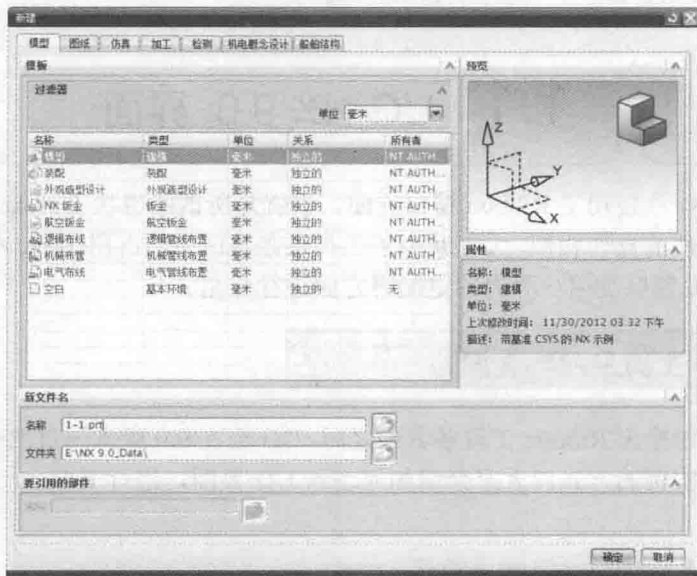 新建
模型 图纸 仿真 加工 检测 机电概念设计 船舶结构
模板
过滤器
单位 毫米
名称 类型 单位 关系 所有者
模型 建模 毫米 独立的 NT AUTH...
装配 装配 毫米 独立的 NT AUTH...
外观造型设计 外观造型设计 毫米 独立的 NT AUTH...
NX 钣金 钣金 毫米 独立的 NT AUTH...
航空钣金 航空钣金 毫米 独立的 NT AUTH...
逻辑布线 逻辑管线布置 毫米 独立的 NT AUTH...
机械布管 机械管线布置 毫米 独立的 NT AUTH...
电气布线 电气管线布置 毫米 独立的 NT AUTH...
空白 基本环境 毫米 独立的 无
预览
Z
Y
X
属性
名称: 模型
类型: 建模
单位: 毫米
上次修改时间: 11/30/2012 03:32 下午
描述: 带基准 CSYS 的 NX 示例
新文件名
名称 1-1.prt
文件夹 E:\NX 9.0_Data\
要引用的部件
确定 取消